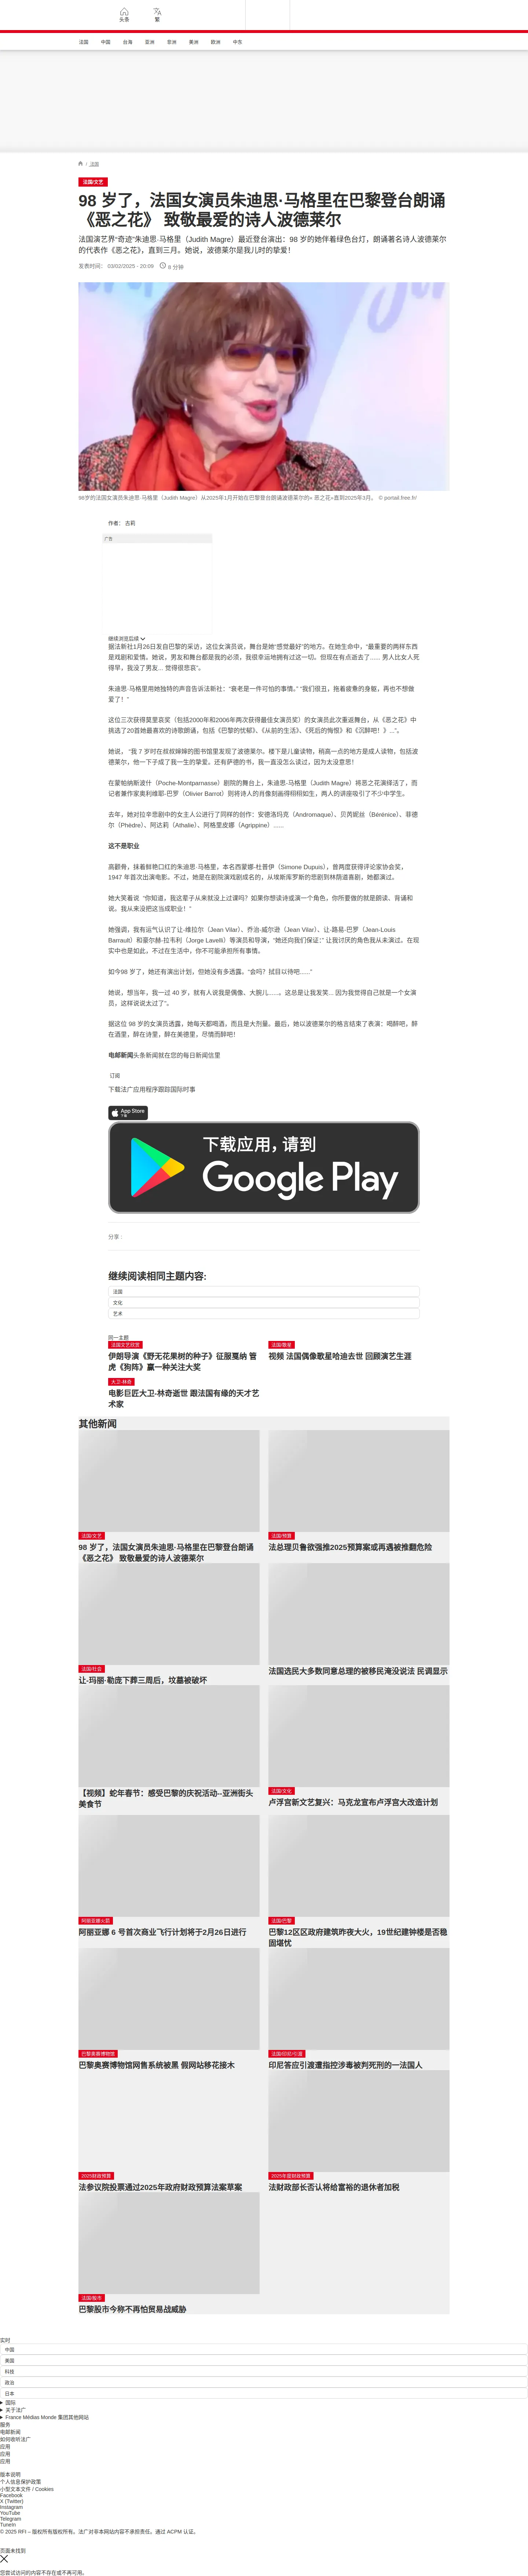 头条
繁
法国
中国
台海
亚洲
非洲
美洲
欧洲
中东
/ 法国
法国/文艺
98 岁了，法国女演员朱迪思·马格里在巴黎登台朗诵
《恶之花》 致敬最爱的诗人波德莱尔
法国演艺界“奇迹”朱迪思·马格里（Judith Magre）最近登台演出：98 岁的她伴着绿色台灯，朗诵著名诗人波德莱尔
的代表作《恶之花》，直到三月。她说，波德莱尔是我儿时的挚爱！
发表时间： 03/02/2025 - 20:09
6 分钟
98岁的法国女演员朱迪思·马格里（Judith Magre）从2025年1月开始在巴黎登台朗诵波德莱尔的« 恶之花»直到2025年3月。 © portail.free.fr/
作者： 古莉
广告
继续浏览后续
据法新社1月26日发自巴黎的采访，这位女演员说，舞台是她“感觉最好”的地方。在她生命中，“最重要的两样东西
是戏剧和爱情。她说，男友和舞台都是我的必须，我很幸运地拥有过这一切。但现在有点逝去了...... 男人比女人死
得早，我没了男友... 觉得很悲哀”。
朱迪思·马格里用她独特的声音告诉法新社：“衰老是一件可怕的事情。” “我们很丑，拖着疲惫的身躯，再也不想做
爱了！”
这位三次获得莫里哀奖（包括2000年和2006年两次获得最佳女演员奖）的女演员此次重返舞台，从《恶之花》中
挑选了20首她最喜欢的诗歌朗诵，包括《巴黎的忧郁》、《从前的生活》、《死后的悔恨》和《沉醉吧！》...”。
她说， “我 7 岁时在叔叔婶婶的图书馆里发现了波德莱尔。楼下是儿童读物，稍高一点的地方是成人读物，包括波
德莱尔，他一下子成了我一生的挚爱。还有萨德的书。我一直没怎么读过，因为太没意思！
在蒙帕纳斯波什（Poche-Montparnasse）剧院的舞台上，朱迪思-马格里（Judith Magre）将恶之花演绎活了，而
记者兼作家奥利维耶-巴罗（Olivier Barrot）则将诗人的肖像刻画得栩栩如生，两人的讲座吸引了不少中学生。
去年，她对拉辛悲剧中的女主人公进行了同样的创作：安德洛玛克（Andromaque）、贝芮妮丝（Bérénice）、菲德
尔（Phèdre）、阿达莉（Athalie）、阿格里皮娜（Agrippine）......
这不是职业
高颧骨，抹着鲜艳口红的朱迪思·马格里，本名西蒙娜-杜普伊（Simone Dupuis），曾两度获得评论家协会奖，
1947 年首次出演电影。不过，她是在剧院演戏剧成名的，从埃斯库罗斯的悲剧到林荫道喜剧，她都演过。
她大笑着说  “你知道，我这辈子从来就没上过课吗？如果你想读诗或演一个角色，你所要做的就是朗读、背诵和
说。我从来没把这当成职业！”
她强调，我有运气认识了让-维拉尔（Jean Vilar）、乔治-威尔逊（Jean Vilar）、让-路易-巴罗（Jean-Louis
Barrault）和豪尔赫-拉韦利（Jorge Lavelli）等演员和导演，“她还向我们保证：” 让我讨厌的角色我从未演过。在现
实中也是如此，不过在生活中，你不可能承担所有事情。
如今98 岁了，她还有演出计划，但她没有多透露。“会吗？拭目以待吧......”
她说，想当年，我一过 40 岁，就有人说我是偶像、大腕儿......。这总是让我发笑... 因为我觉得自己就是一个女演
员，这样说说太过了”。
据这位 98 岁的女演员透露，她每天都喝酒，而且是大剂量。最后，她以波德莱尔的格言结束了表演：喝醉吧，醉
在酒里，醉在诗里，醉在美德里，尽情而醉吧！
电邮新闻头条新闻就在您的每日新闻信里
订阅
下载法广应用程序跟踪国际时事
App Store
下载
下载应用，请到
Google Play
分享 :
继续阅读相同主题内容:
法国
文化
艺术
同一主题
法国文艺欣赏
伊朗导演《野无花果树的种子》征服戛纳 管
虎《狗阵》赢一种关注大奖
法国/歌星
视频 法国偶像歌星哈迪去世 回顾演艺生涯
大卫·林奇
电影巨匠大卫-林奇逝世 跟法国有缘的天才艺
术家
其他新闻
法国/文艺
98 岁了，法国女演员朱迪思·马格里在巴黎登台朗诵
《恶之花》 致敬最爱的诗人波德莱尔
法国/预算
法总理贝鲁欲强推2025预算案或再遇被推翻危险
法国/社会
让-玛丽·勒庞下葬三周后，坟墓被破坏
法国选民大多数同意总理的被移民淹没说法 民调显示
【视频】蛇年春节：感受巴黎的庆祝活动--亚洲街头
美食节
法国/文化
卢浮宫新文艺复兴：马克龙宣布卢浮宫大改造计划
阿丽亚娜火箭
阿丽亚娜 6 号首次商业飞行计划将于2月26日进行
法国/巴黎
巴黎12区区政府建筑昨夜大火，19世纪建钟楼是否稳
固堪忧
巴黎奥赛博物馆
巴黎奥赛博物馆网售系统被黑 假网站移花接木
法国/印尼/引渡
印尼答应引渡遭指控涉毒被判死刑的一法国人
2025财政预算
法参议院投票通过2025年政府财政预算法案草案
2025年度财政预算
法财政部长否认将给富裕的退休者加税
法国/股市
巴黎股市今称不再怕贸易战威胁
实时
中国
美国
科技
政治
日本
国际
关于法广
France Médias Monde 集团其他网站
服务
电邮新闻
如何收听法广
应用
应用
应用
版本说明
个人信息保护政策
小型文本文件 / Cookies
Facebook
X (Twitter)
Instagram
YouTube
Telegram
TuneIn
© 2025 RFI – 版权所有版权所有。法广对非本网站内容不承担责任。通过 ACPM 认证。
页面未找到
您尝试访问的内容不存在或不再可用。